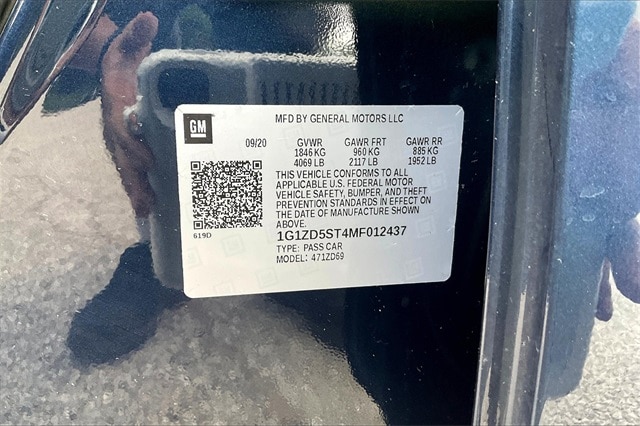 GM
MFD BY GENERAL MOTORS LLC
09/20 GVWR GAWR FRT GAWR RR
1846 KG 960 KG 885 KG
4069 LB 2117 LB 1952 LB
THIS VEHICLE CONFORMS TO ALL
APPLICABLE U.S. FEDERAL MOTOR
VEHICLE SAFETY, BUMPER, AND THEFT
PREVENTION STANDARDS IN EFFECT ON
THE DATE OF MANUFACTURE SHOWN
ABOVE.
619D
1G1ZD5ST4MF012437
TYPE: PASS CAR
MODEL: 471ZD69